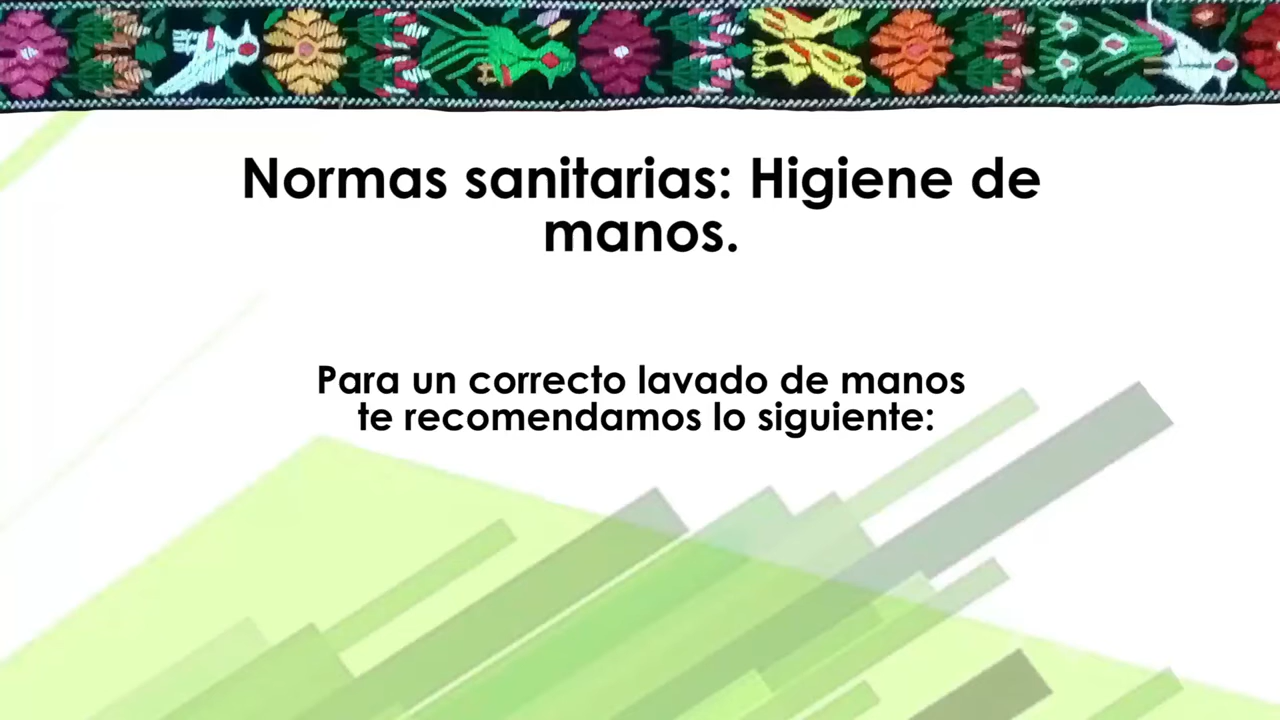 Normas sanitarias: Higiene de
manos.
Para un correcto lavado de manos
te recomendamos lo siguiente: